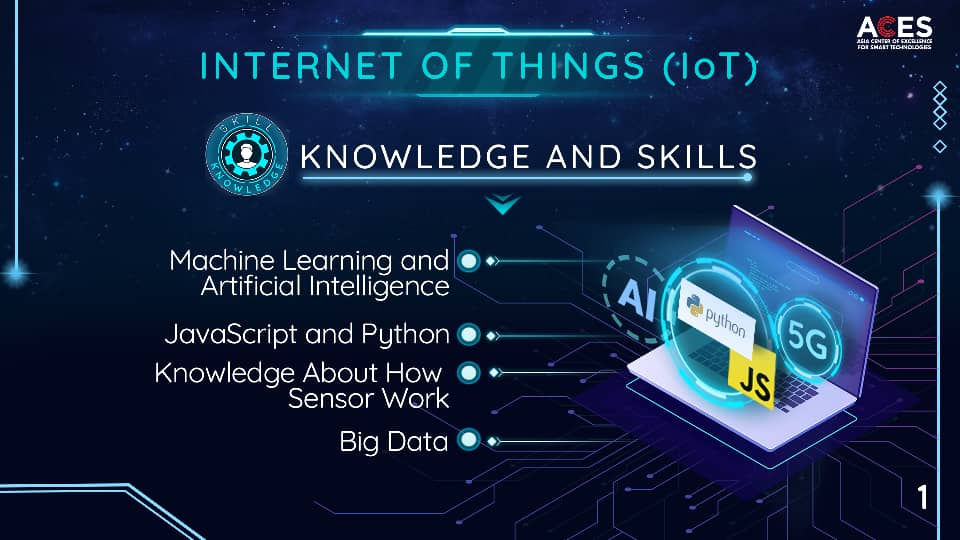 ACES
ASIA CENTER OF EXCELLENCE
FOR SMART TECHNOLOGIES
INTERNET OF THINGS (IoT)
SKILL
KNOWLEDGE
KNOWLEDGE AND SKILLS
Machine Learning and
Artificial Intelligence
JavaScript and Python
Knowledge About How
Sensor Work
Big Data
AI
python
5G
JS
1